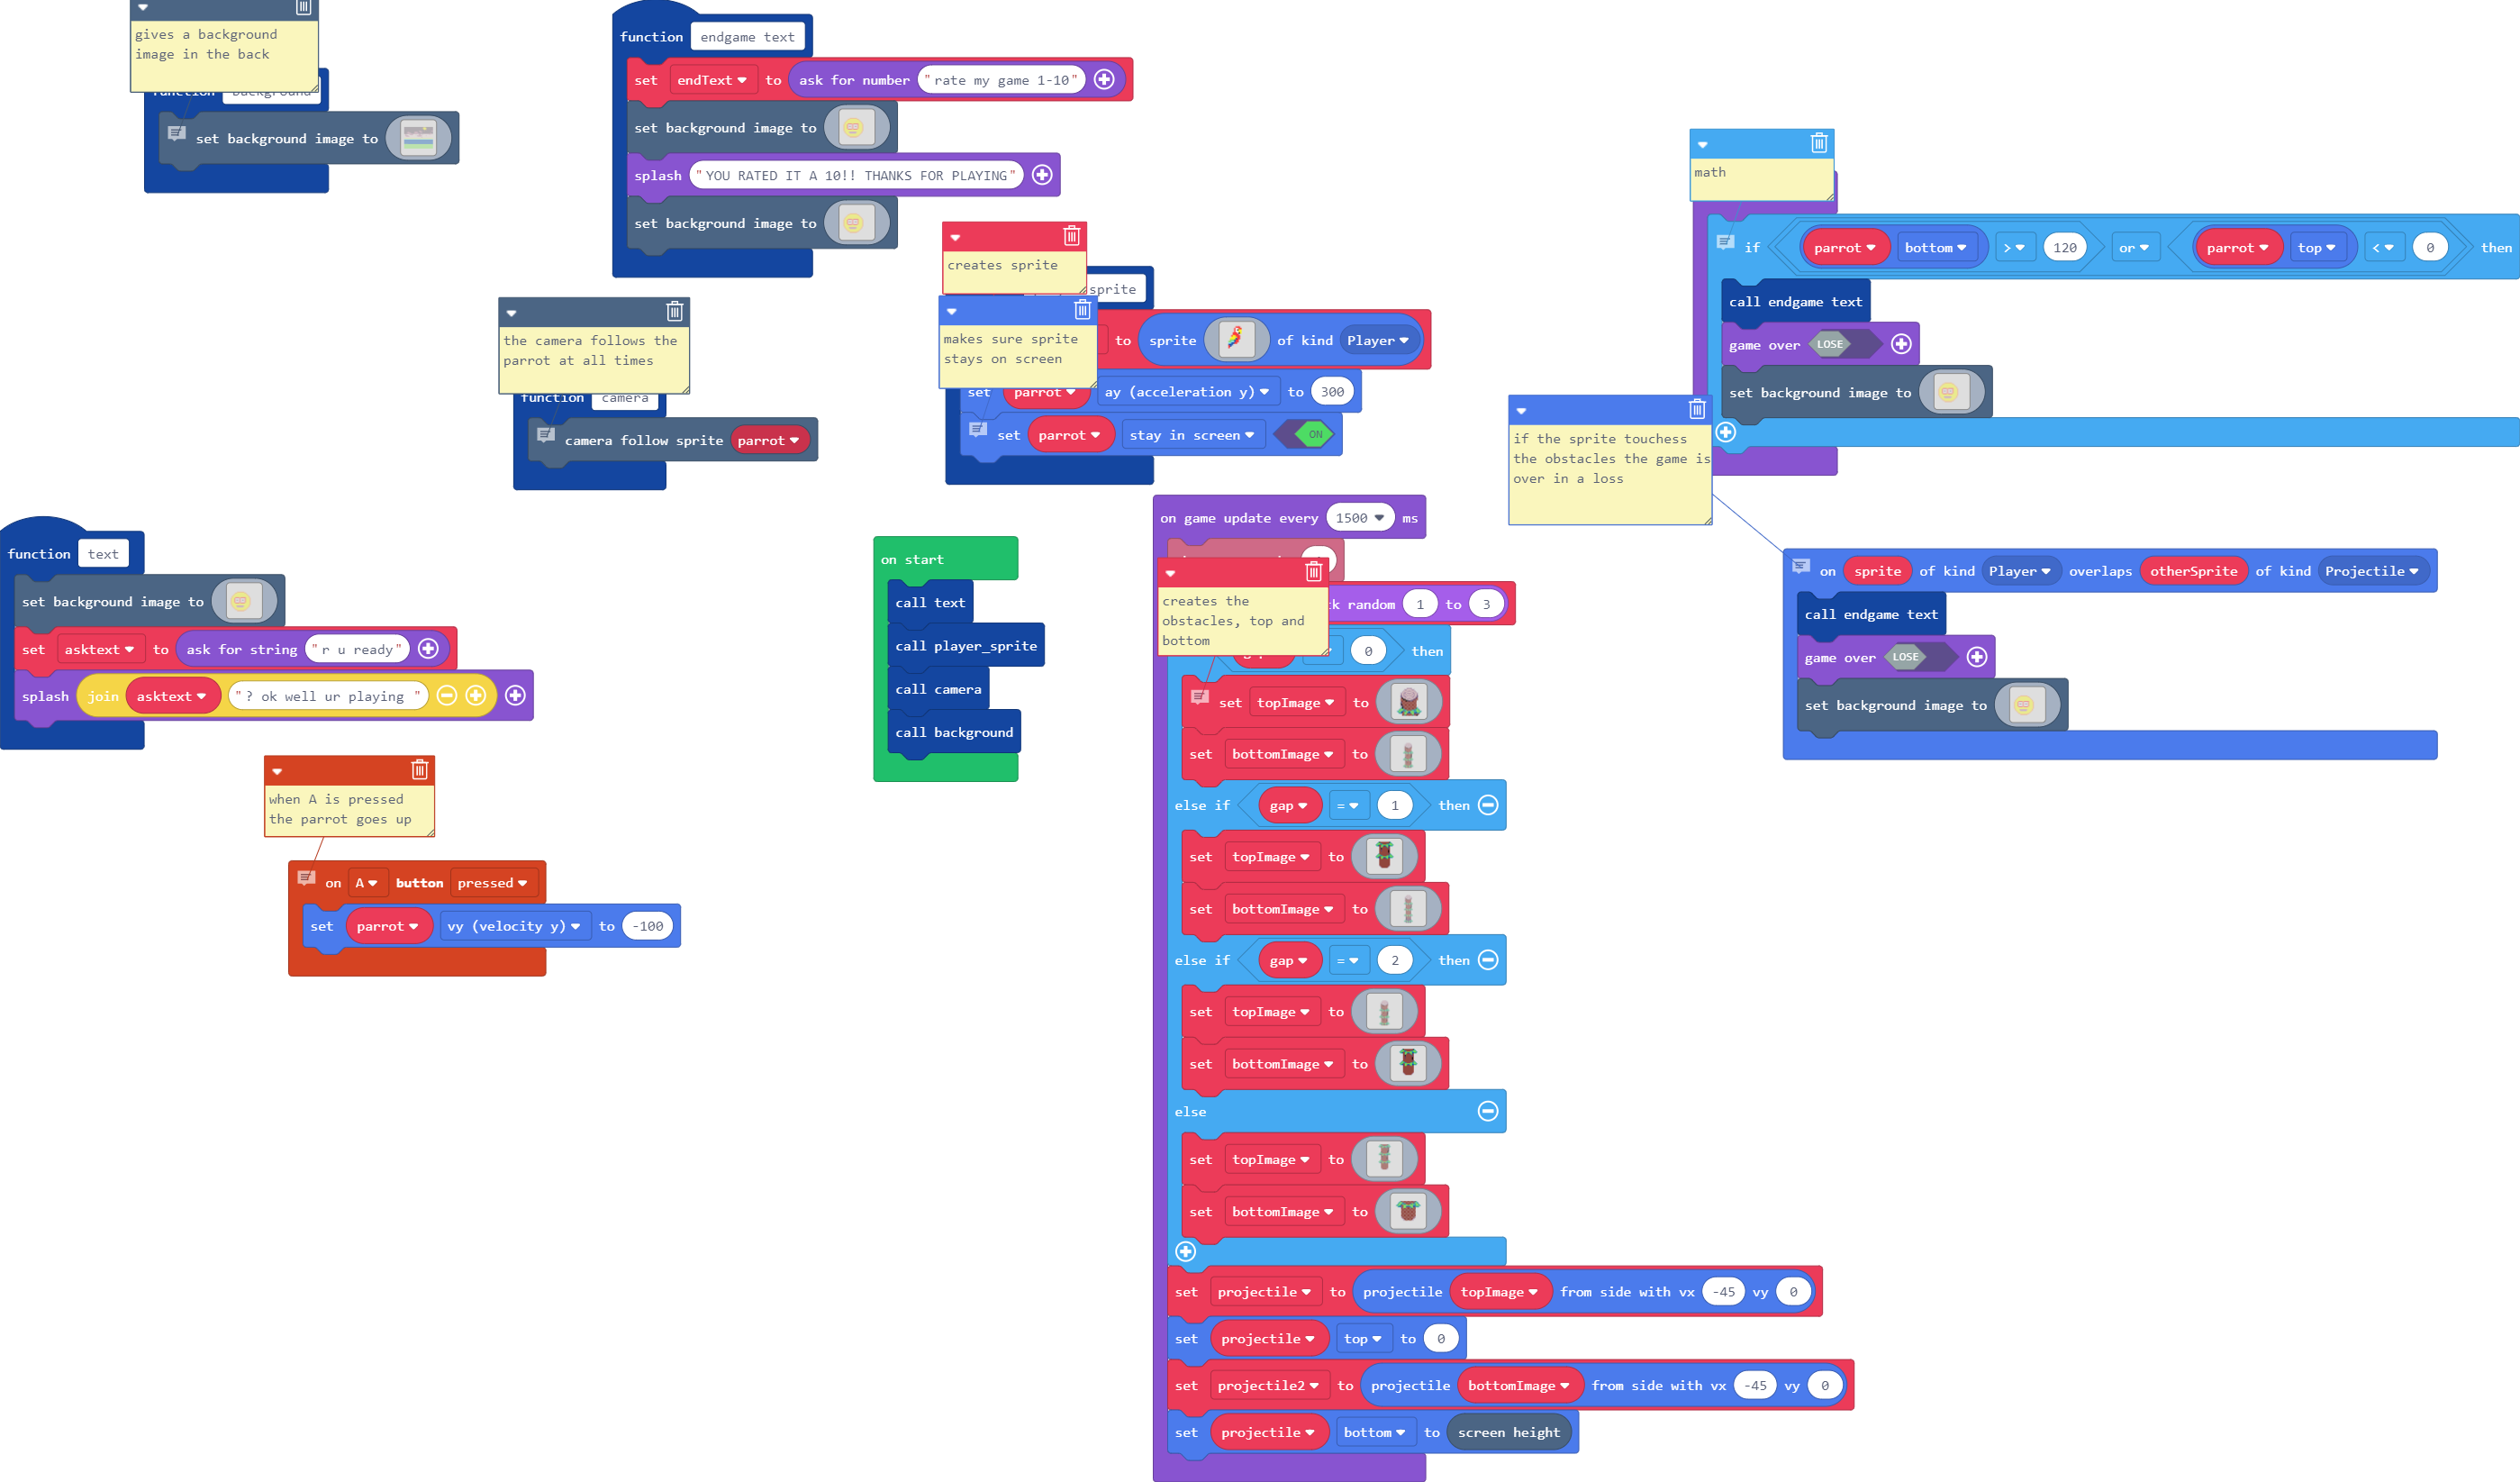 gives a background
image in the back
function background
set background image to
function endgame text
set endText to ask for number "rate my game 1-10"
set background image to
splash "YOU RATED IT A 10!! THANKS FOR PLAYING"
set background image to
math
if parrot bottom > 120 or parrot top < 0 then
call endgame text
game over LOSE
set background image to
creates sprite
sprite
makes sure sprite
stays on screen
to sprite of kind Player
set parrot ay (acceleration y) to 300
set parrot stay in screen ON
the camera follows the
parrot at all times
function camera
camera follow sprite parrot
if the sprite touchess
the obstacles the game is
over in a loss
on sprite of kind Player overlaps otherSprite of kind Projectile
call endgame text
game over LOSE
set background image to
function text
set background image to
set asktext to ask for string "r u ready"
splash join asktext "? ok well ur playing "
when A is pressed
the parrot goes up
on A button pressed
set parrot vy (velocity y) to -100
on start
call text
call player_sprite
call camera
call background
on game update every 1500 ms
creates the
obstacles, top and
bottom
random 1 to 3
0 then
set topImage to
set bottomImage to
else if gap = 1 then
set topImage to
set bottomImage to
else if gap = 2 then
set topImage to
set bottomImage to
else
set topImage to
set bottomImage to
set projectile to projectile topImage from side with vx -45 vy 0
set projectile top to 0
set projectile2 to projectile bottomImage from side with vx -45 vy 0
set projectile bottom to screen height